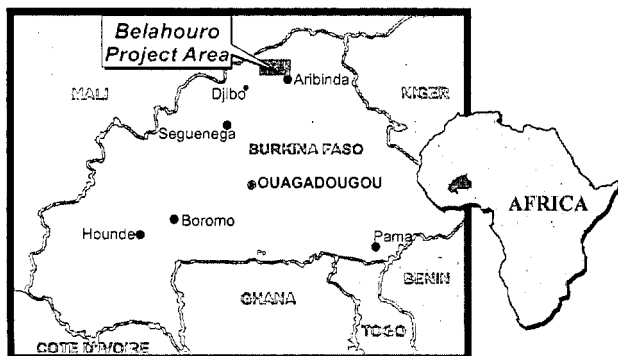 Belahouro
Project Area
Aribinda
Djibo
MALI
NIGER
Seguenega
BURKINA FASO
OUAGADOUGOU
AFRICA
Boromo
Hounde
Pama
Po
BENIN
GHANA
TOGO
COTE D'IVOIRE